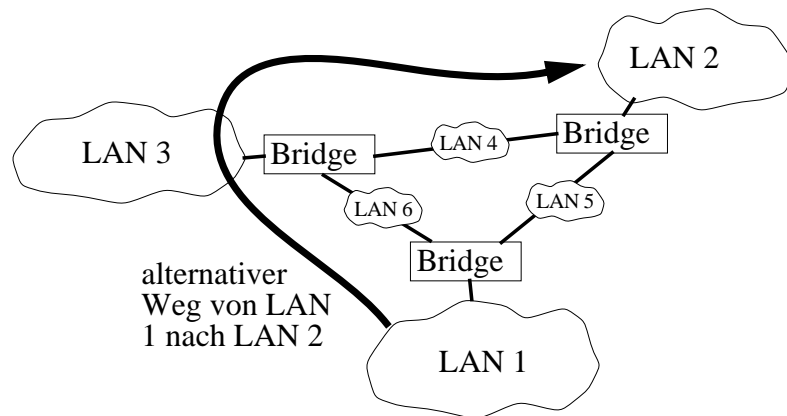 LAN 2
Bridge
LAN 4
Bridge
LAN 3
LAN 5
LAN 6
Bridge
alternativer
Weg von LAN
1 nach LAN 2
LAN 1